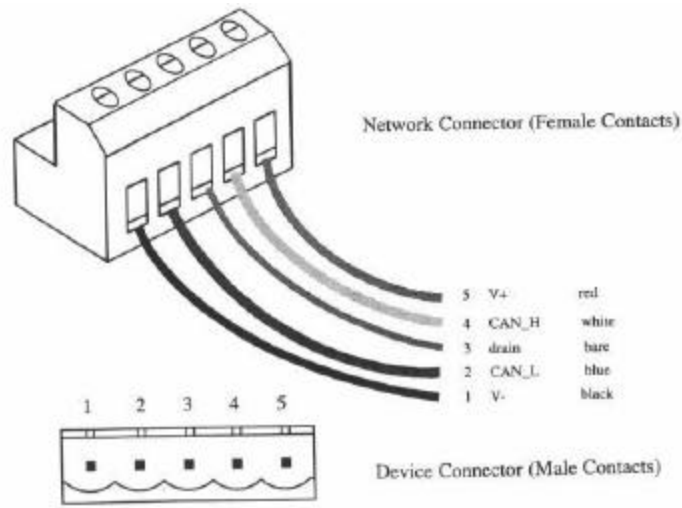 Network Connector (Female Contacts)
5 V+ red
4 CAN_H white
3 drain bare
2 CAN_L blue
1 V- black
1 2 3 4 5
Device Connector (Male Contacts)